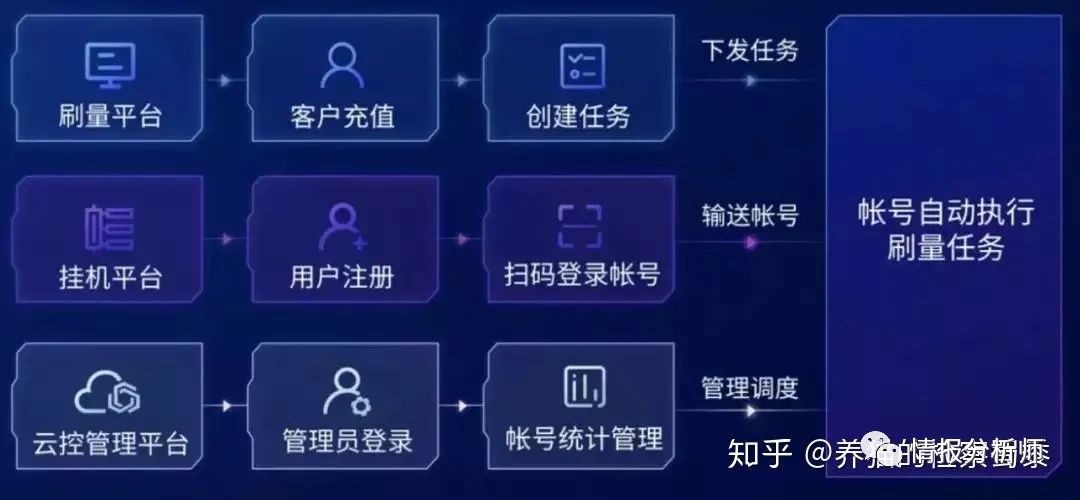 刷量平台
客户充值
创建任务
下发任务
挂机平台
用户注册
扫码登录帐号
输送帐号
帐号自动执行
刷量任务
云控管理平台
管理员登录
帐号统计管理
管理调度
知乎 @养猫的
情报分析师